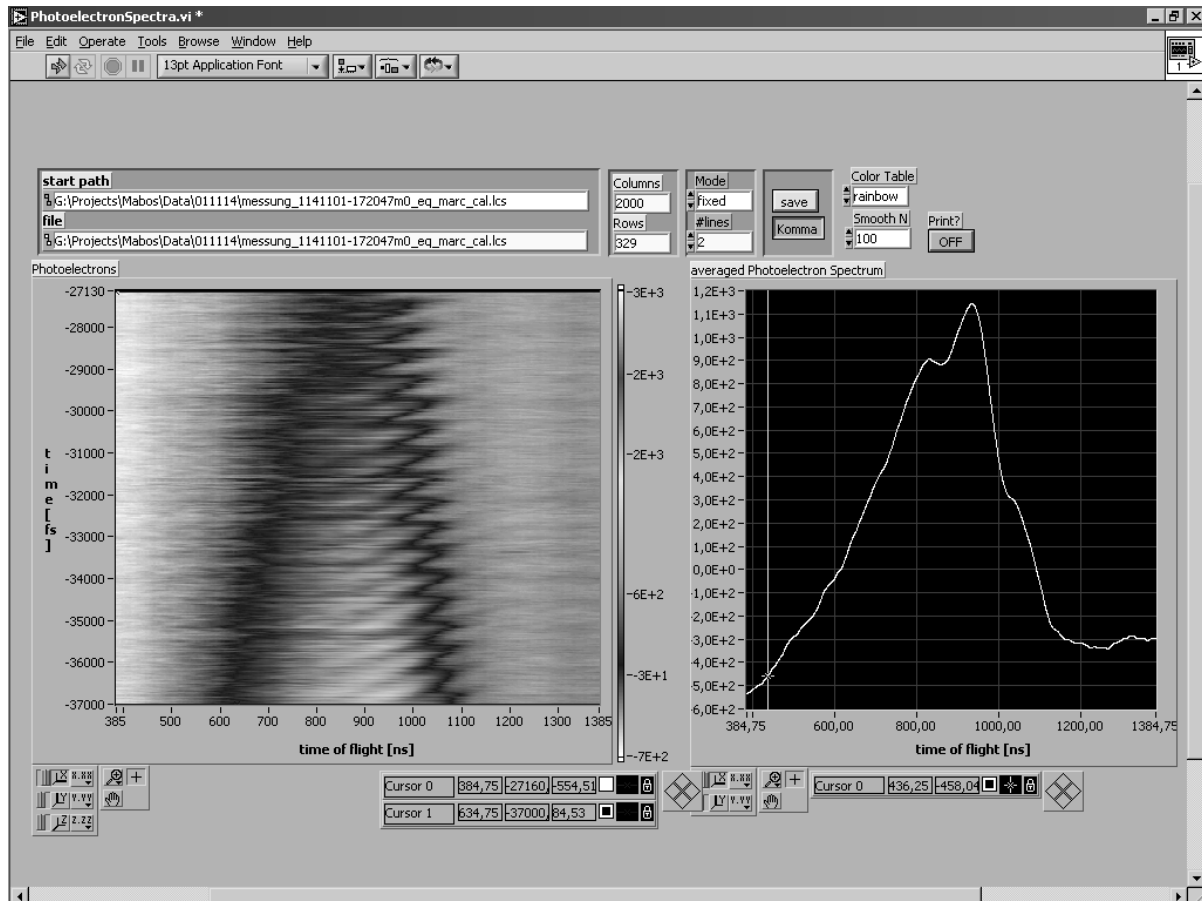 PhotoelectronSpectra.vi *
File Edit Operate Tools Browse Window Help
13pt Application Font
1
start path
G:\Projects\Mabos\Data\011114\messung_1141101-172047m0_eq_marc_cal.lcs
file
G:\Projects\Mabos\Data\011114\messung_1141101-172047m0_eq_marc_cal.lcs
Columns
2000
Rows
329
Mode
fixed
#lines
2
save
Komma
Color Table
rainbow
Smooth N
100
Print?
OFF
Photoelectrons
-27130
-28000
-29000
-30000
-31000
-32000
-33000
-34000
-35000
-36000
-37000
time [fs]
385 500 600 700 800 900 1000 1100 1200 1300 1385
time of flight [ns]
-3E+3
-2E+3
-2E+3
-6E+2
-3E+1
-7E+2
averaged Photoelectron Spectrum
1,2E+3
1,1E+3
1,0E+3
9,0E+2
8,0E+2
7,0E+2
6,0E+2
5,0E+2
4,0E+2
3,0E+2
2,0E+2
1,0E+2
0,0E+0
1,0E+2
2,0E+2
3,0E+2
4,0E+2
5,0E+2
6,0E+2
384,75 600,00 800,00 1000,00 1200,00 1384,75
time of flight [ns]
X X.XX
Y Y.YY
Z Z.ZZ
Cursor 0 384,75 -27160, -554,51
Cursor 1 634,75 -37000, 84,53
X X.XX
Y Y.YY
Cursor 0 436,25 -458,04